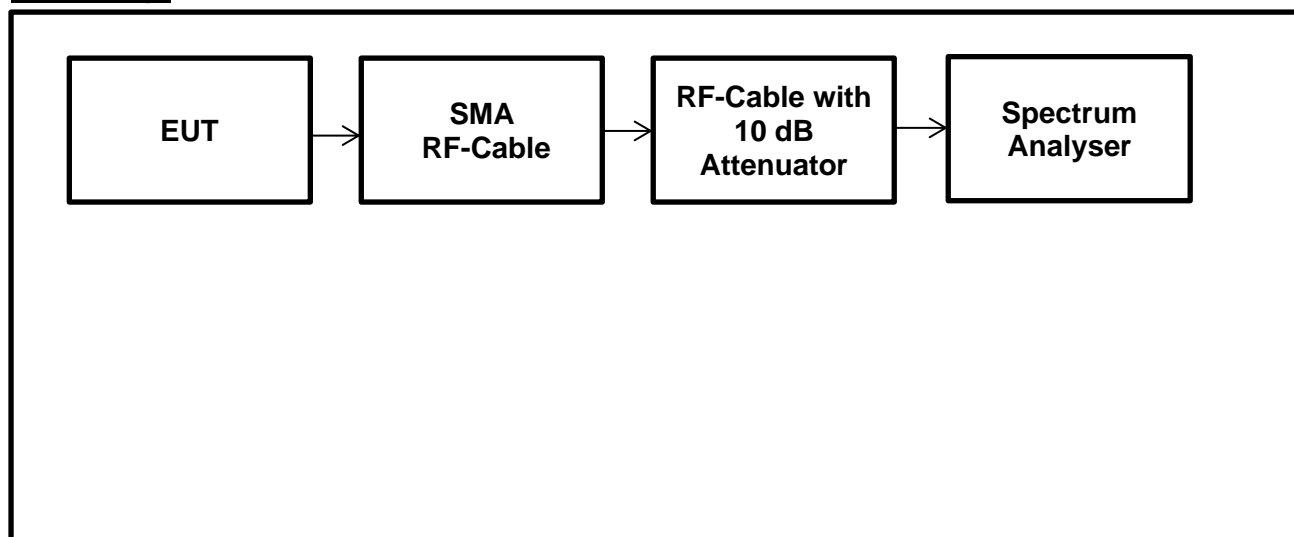 EUT
SMA
RF-Cable
RF-Cable with
10 dB
Attenuator
Spectrum
Analyser